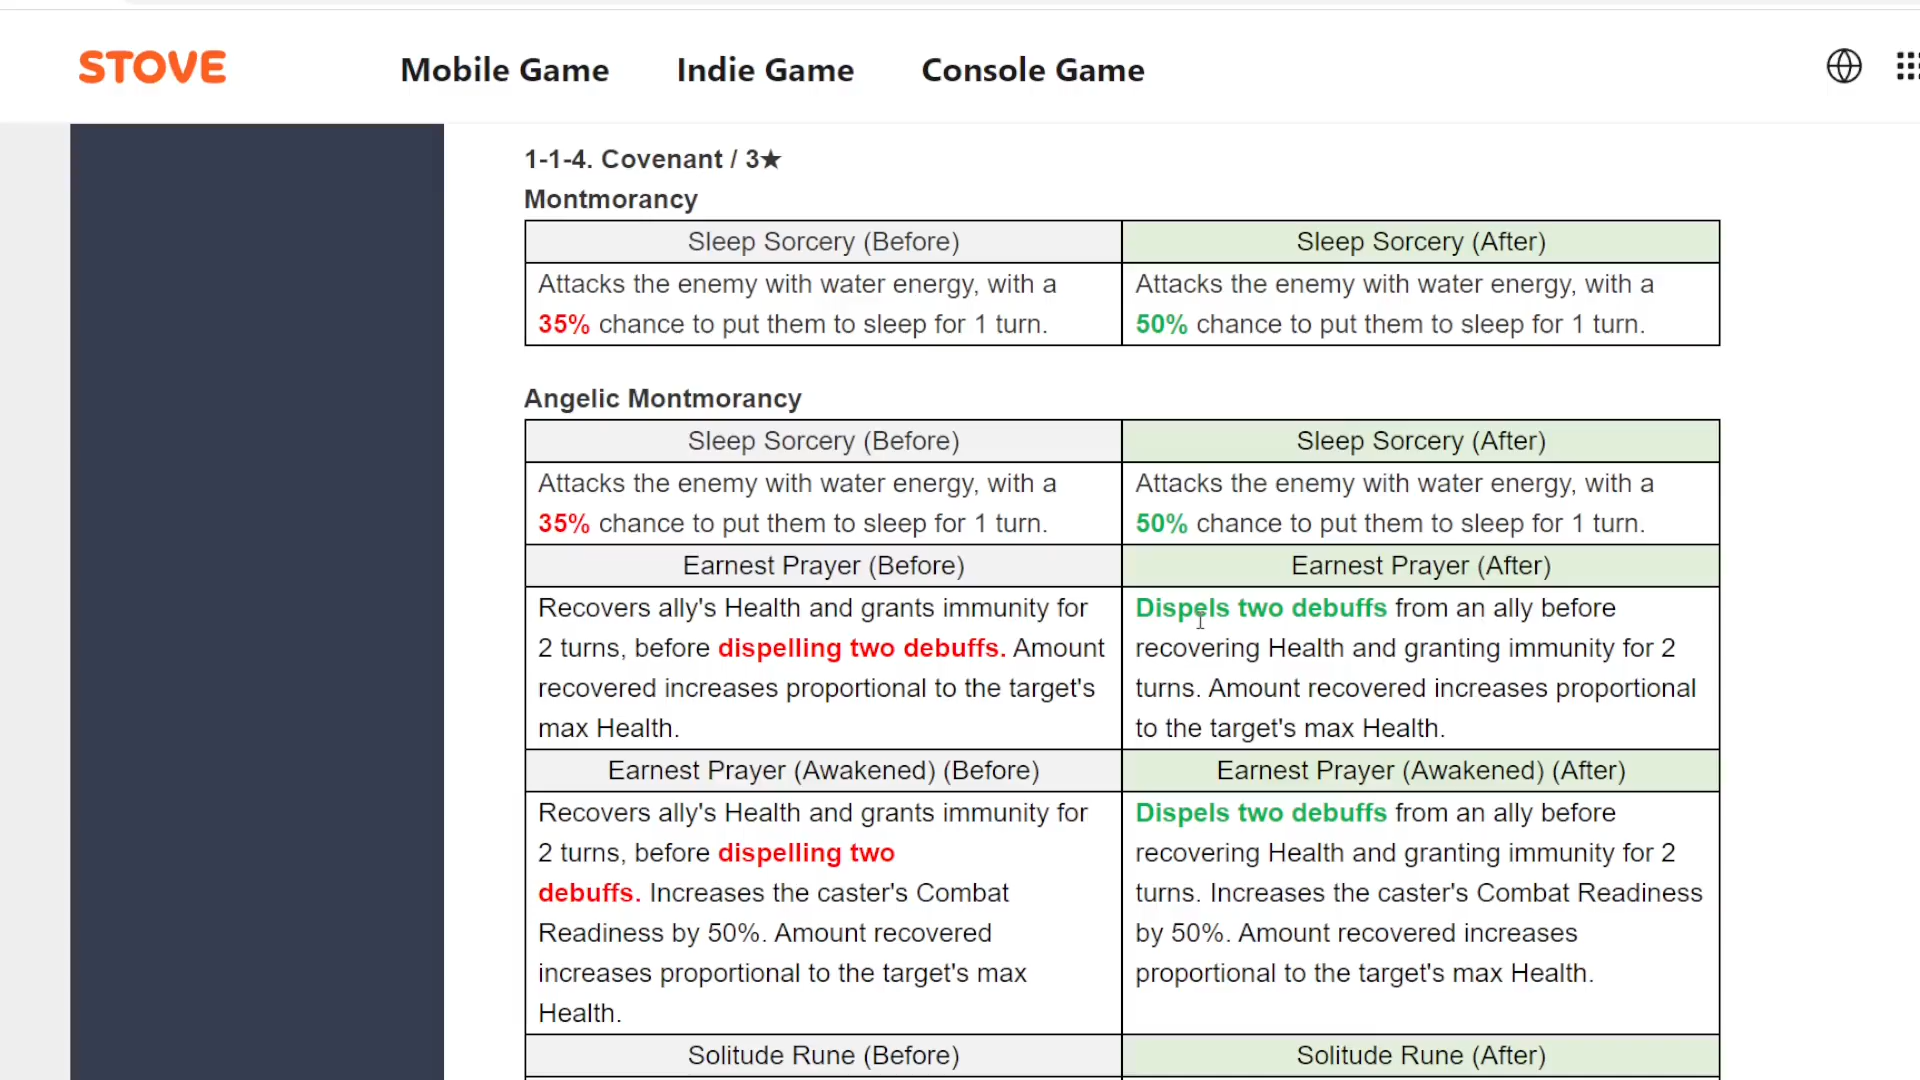 STOVE
Mobile Game
Indie Game
Console Game
1-1-4. Covenant / 3★
Montmorancy
Sleep Sorcery (Before)
Sleep Sorcery (After)
Attacks the enemy with water energy, with a
35% chance to put them to sleep for 1 turn.
Attacks the enemy with water energy, with a
50% chance to put them to sleep for 1 turn.
Angelic Montmorancy
Sleep Sorcery (Before)
Sleep Sorcery (After)
Attacks the enemy with water energy, with a
35% chance to put them to sleep for 1 turn.
Attacks the enemy with water energy, with a
50% chance to put them to sleep for 1 turn.
Earnest Prayer (Before)
Earnest Prayer (After)
Recovers ally's Health and grants immunity for
2 turns, before dispelling two debuffs. Amount
recovered increases proportional to the target's
max Health.
Dispels two debuffs from an ally before
recovering Health and granting immunity for 2
turns. Amount recovered increases proportional
to the target's max Health.
Earnest Prayer (Awakened) (Before)
Earnest Prayer (Awakened) (After)
Recovers ally's Health and grants immunity for
2 turns, before dispelling two
debuffs. Increases the caster's Combat
Readiness by 50%. Amount recovered
increases proportional to the target's max
Health.
Dispels two debuffs from an ally before
recovering Health and granting immunity for 2
turns. Increases the caster's Combat Readiness
by 50%. Amount recovered increases
proportional to the target's max Health.
Solitude Rune (Before)
Solitude Rune (After)